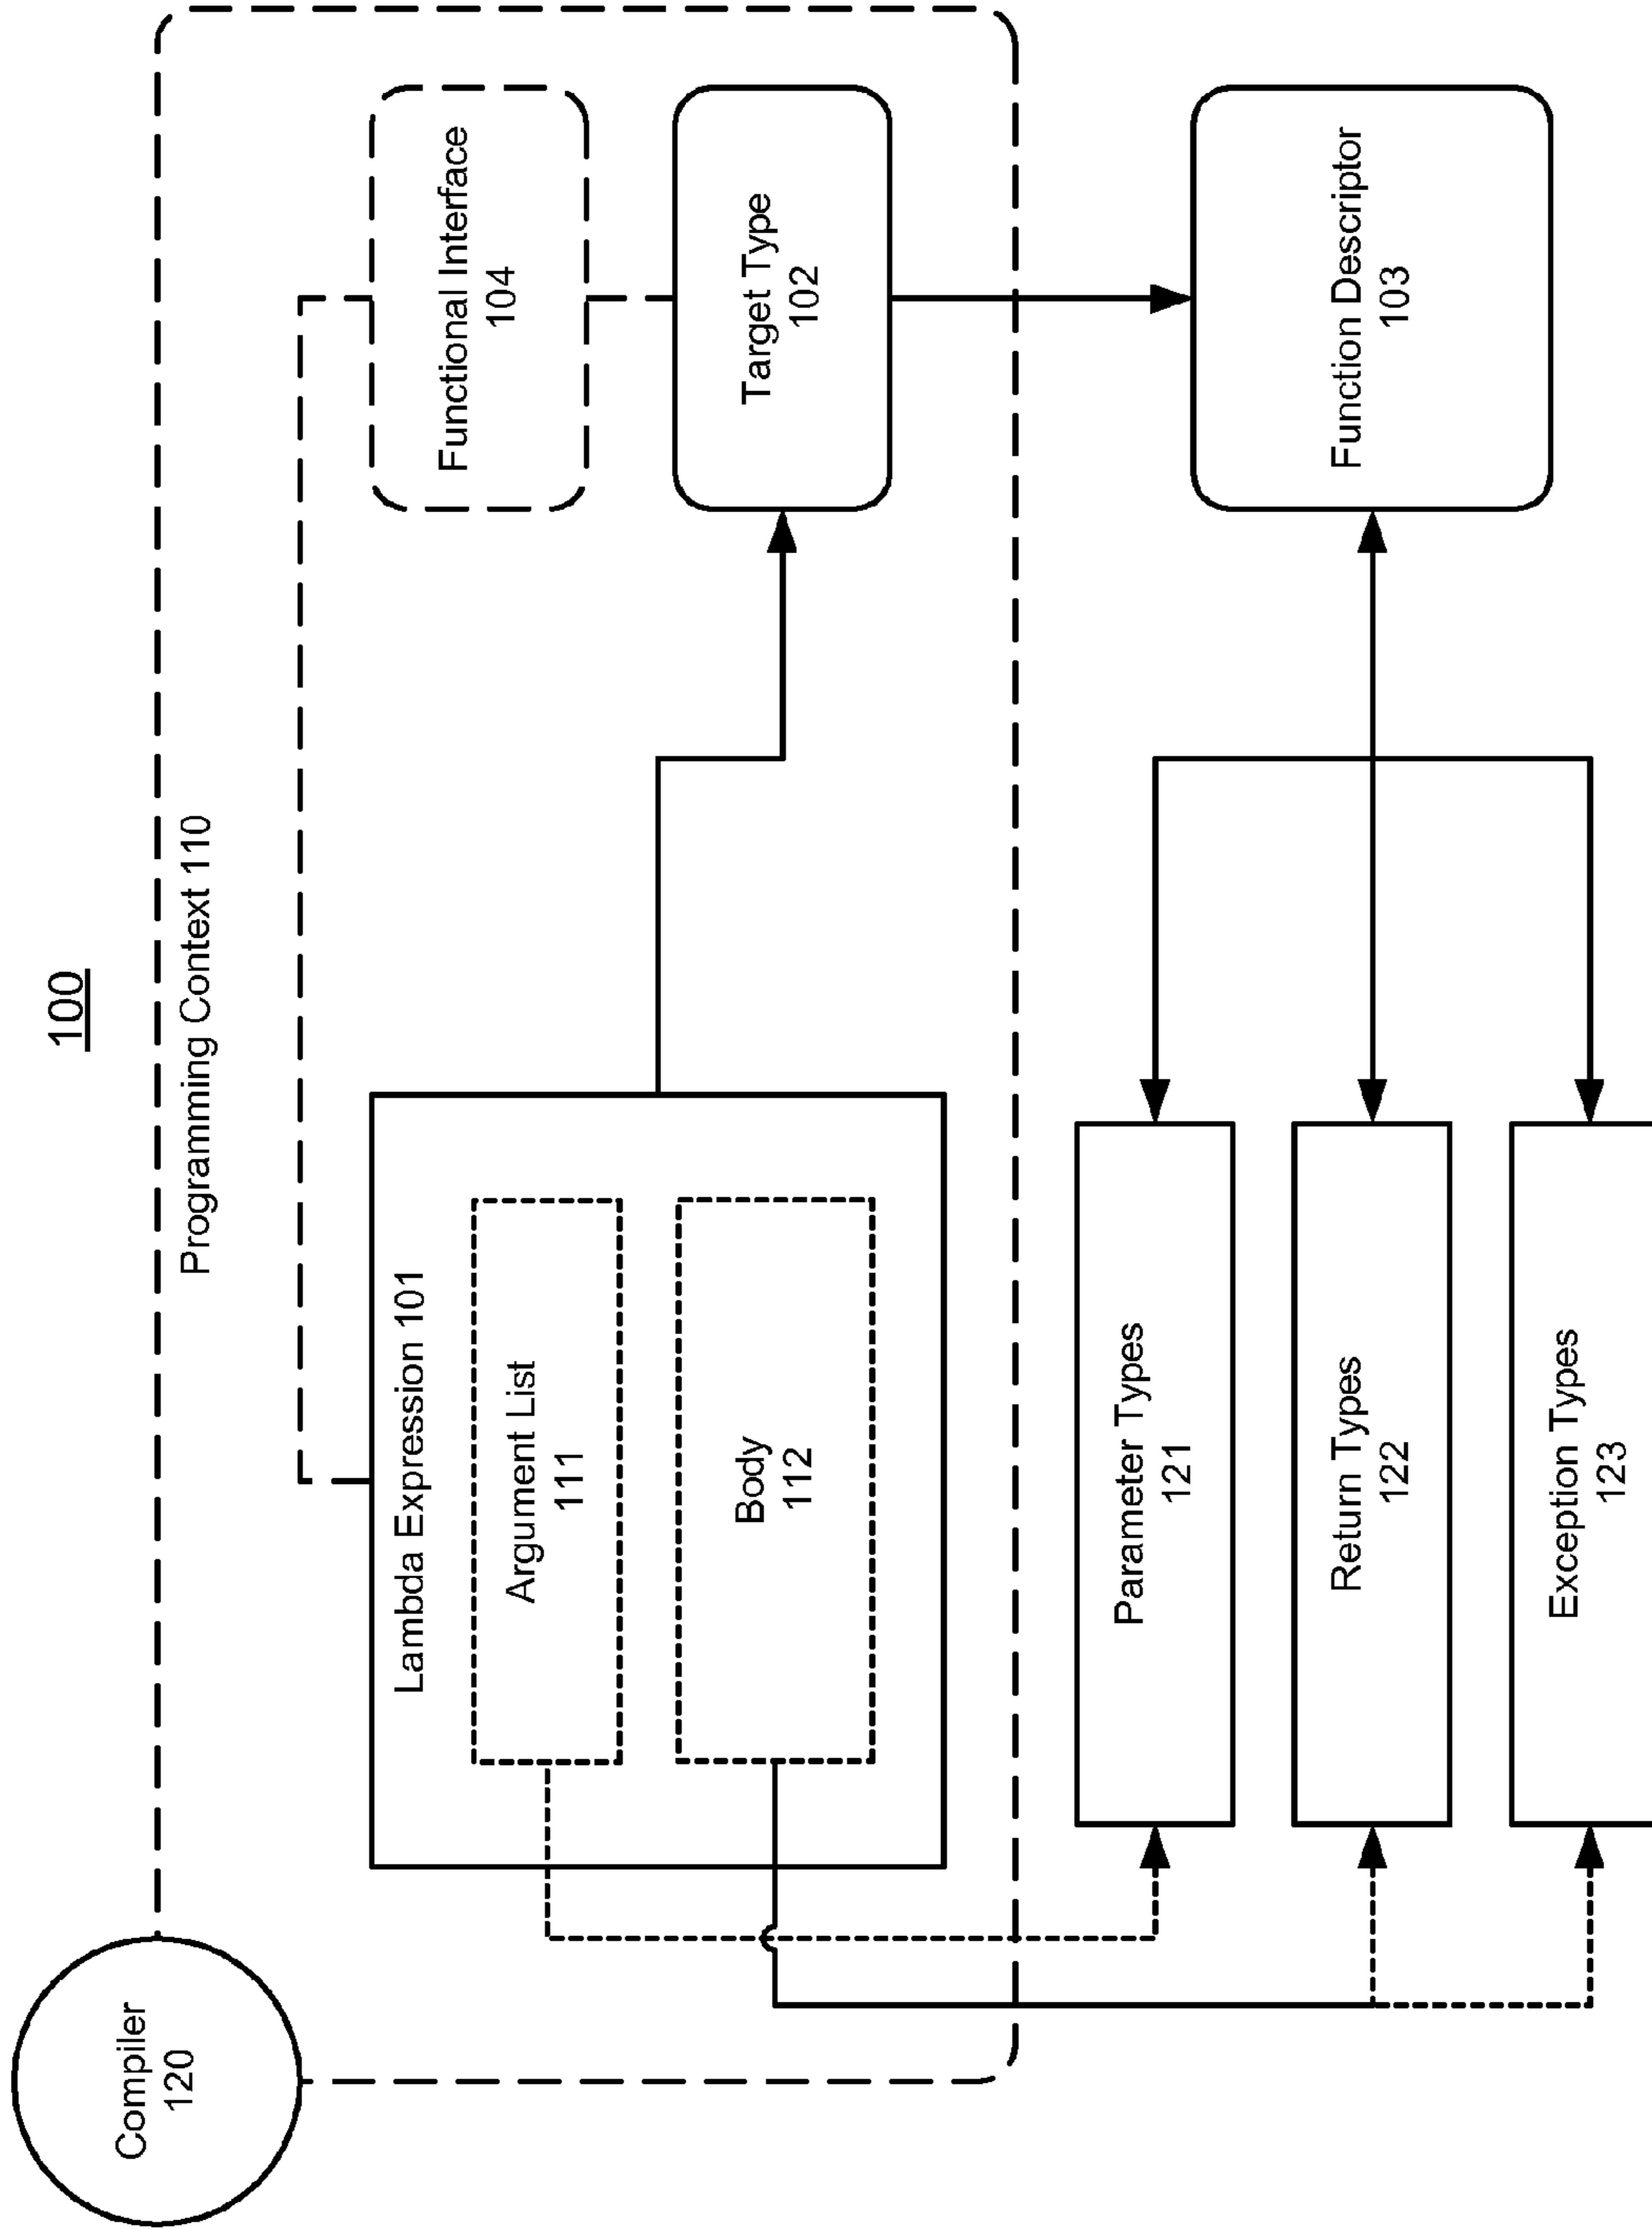 100
Compiler
120
Programming Context 110
Lambda Expression 101
Argument List
111
Body
112
Functional Interface
104
Target Type
102
Parameter Types
121
Return Types
122
Exception Types
123
Function Descriptor
103